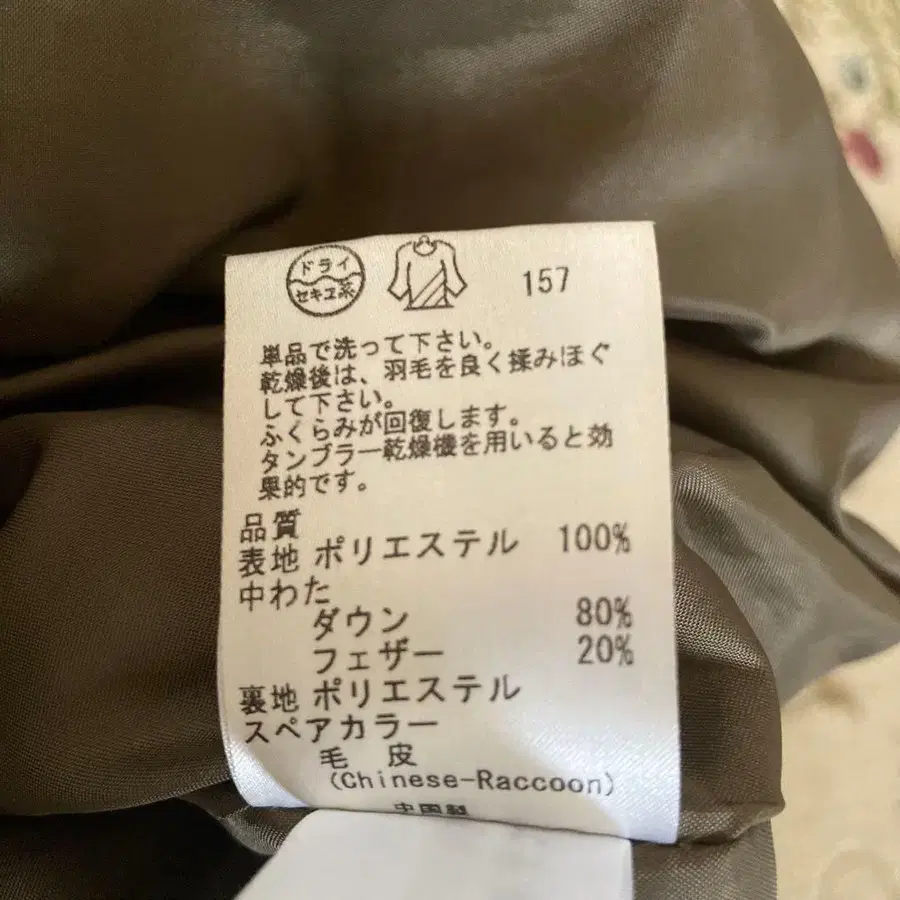 ドライ
セキユ系
157
単品で洗って下さい。
乾燥後は、羽毛を良く揉みほぐ
して下さい。
ふくらみが回復します。
タンブラー乾燥機を用いると効
果的です。
品質
表地 ポリエステル 100%
中わた
ダウン 80%
フェザー 20%
裏地 ポリエステル
スペアカラー
毛 皮
(Chinese-Raccoon)
中国製